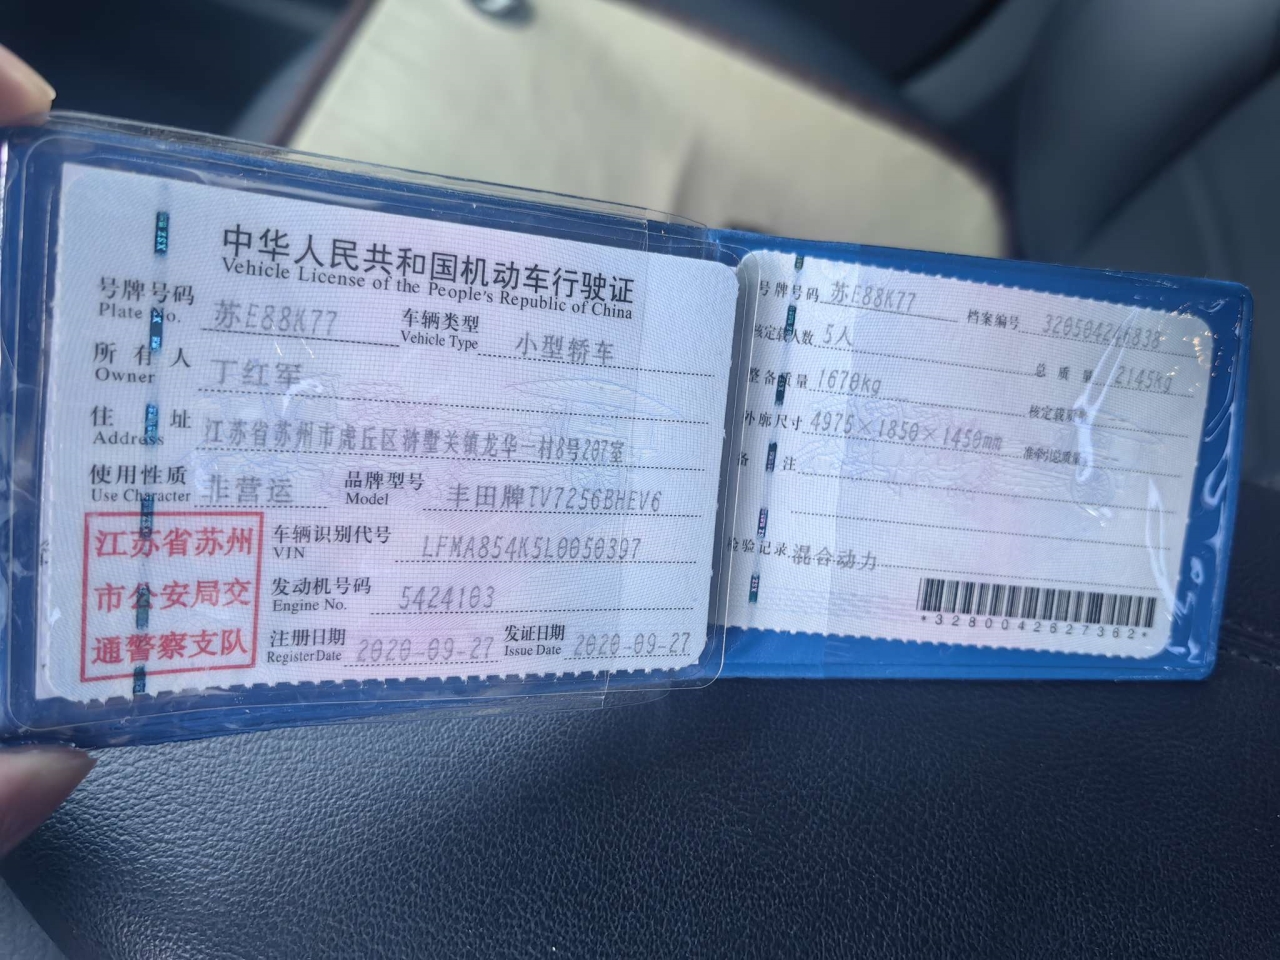 中华人民共和国机动车行驶证
Vehicle License of the People's Republic of China
号牌号码 苏E88K77 车辆类型 小型轿车
Plate No. Vehicle Type
所有人 丁红军
Owner
住址 江苏省苏州市虎丘区浒墅关镇龙华一村8号207室
Address
使用性质 非营运 品牌型号 丰田牌TV7256BHEV6
Use Character Model
江苏省苏州
市公安局交
通警察支队
车辆识别代号 LFMA854K5L0050397
VIN
发动机号码 5424103
Engine No.
注册日期 2020-09-27 发证日期 2020-09-27
Register Date Issue Date
号牌号码 苏E88K77 档案编号 320504246838
核定载人数 5人 总质量 2145kg
整备质量 1670kg 核定载质量
外廓尺寸 4975×1850×1450mm 准牵引总质量
备注
检验记录 混合动力
*3280042627362*